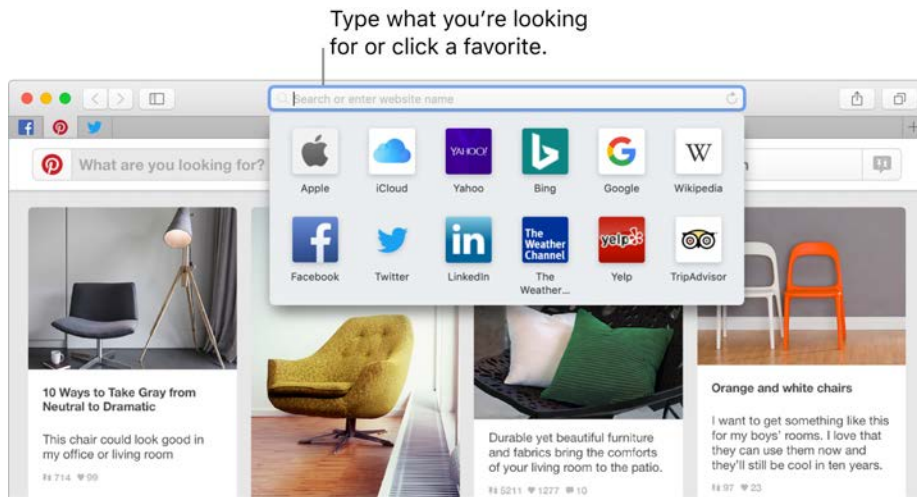 Type what you're looking
for or click a favorite.
Search or enter website name
What are you looking for?
YAHOO!
W
Apple
iCloud
Yahoo
Bing
Google
Wikipedia
in
The
Weather
Channel
yelp
Facebook
Twitter
LinkedIn
The
Weather...
Yelp
TripAdvisor
10 Ways to Take Gray from
Neutral to Dramatic
This chair could look good in
my office or living room
714 99
Durable yet beautiful furniture
and fabrics bring the comforts
of your living room to the patio.
5211 1277 10
Orange and white chairs
I want to get something like this
for my boys' rooms. I love that
they can use them now and
they'll still be cool in ten years.
97 23